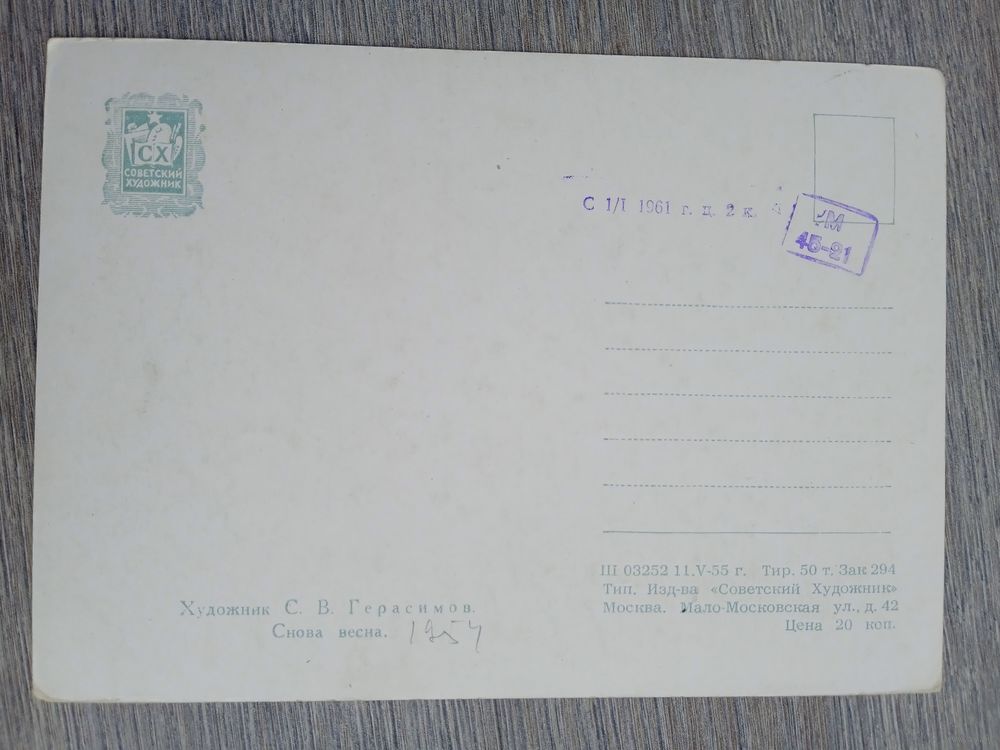 СХ
СОВЕТСКИЙ
ХУДОЖНИК
С 1/I 1961 г. ц. 2 к.
45-21
Художник С. В. Герасимов.
Снова весна. 1954
Ш 03252 11.V-55 г. Тир. 50 т. Зак 294
Тип. Изд-ва «Советский Художник»
Москва. Мало-Московская ул., д. 42
Цена 20 коп.